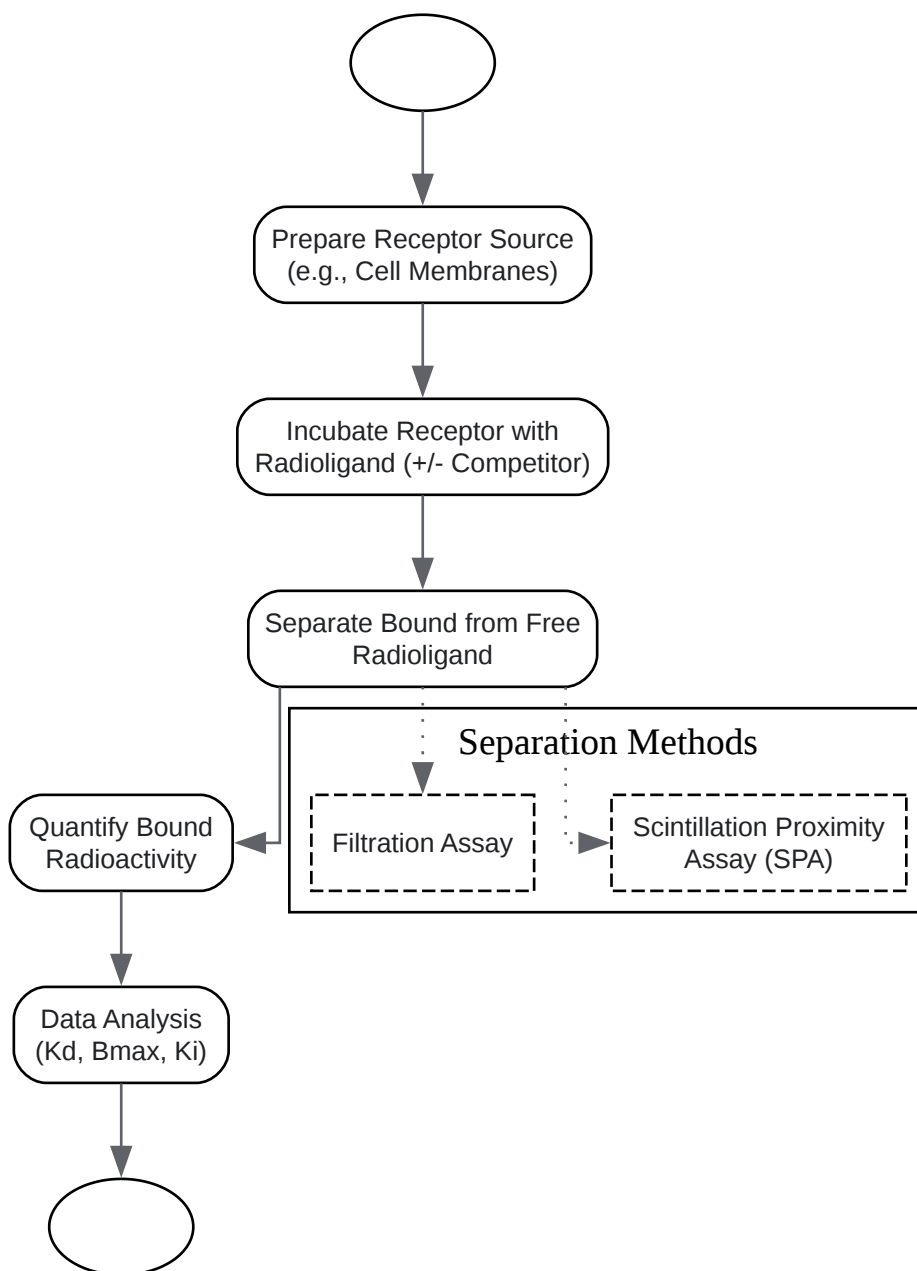 Prepare Receptor Source
(e.g., Cell Membranes)
Incubate Receptor with
Radioligand (+/- Competitor)
Separate Bound from Free
Radioligand
Separation Methods
Filtration Assay
Scintillation Proximity
Assay (SPA)
Quantify Bound
Radioactivity
Data Analysis
(Kd, Bmax, Ki)